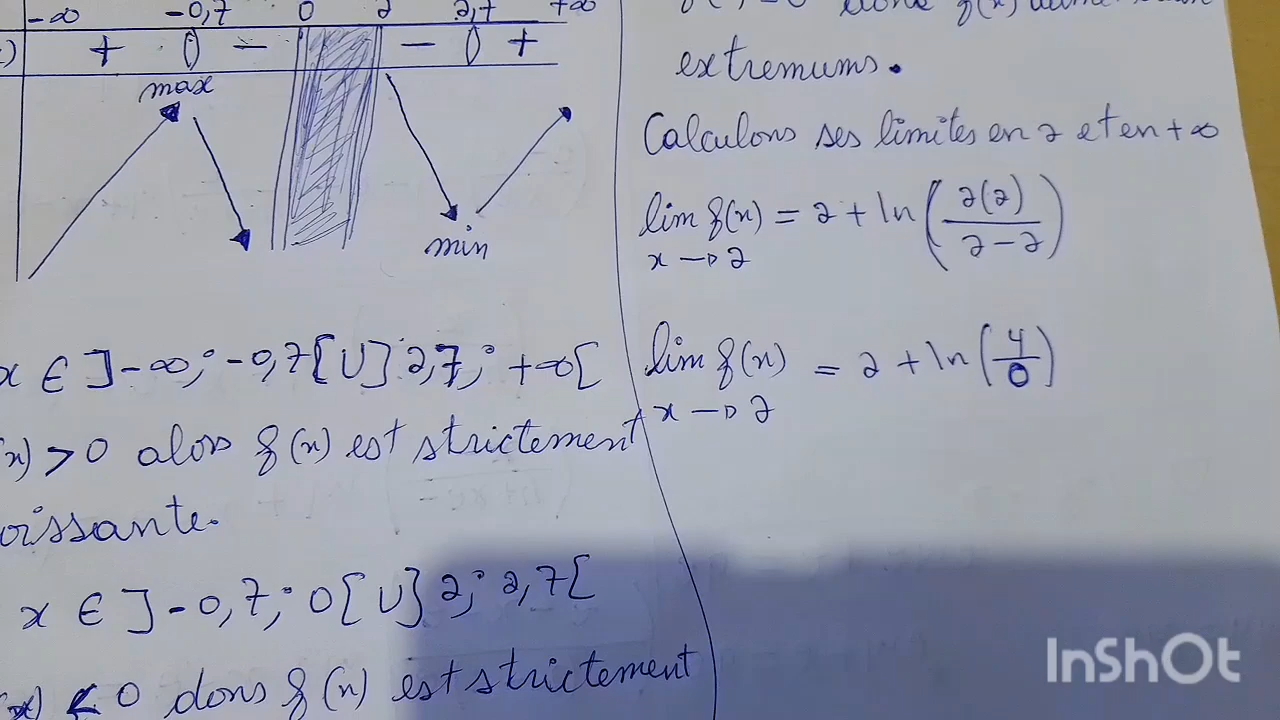 -∞ -0,7 0 2 2,7 +∞
+ 0 - - 0 +
max
min
x ∈ ]-∞; -0,7[ U ] 2,7; +∞[
x) > 0 alors f(x) est strictement
oissante.
x ∈ ]-0,7; 0[ U ] 2; 2,7[
x) < 0 dons f(x) est strictement
extremums.
Calculons ses limites en 2 et en +∞
lim f(x) = 2 + ln (2(2)/2-2)
x → 2
lim f(x) = 2 + ln (4/0)
x → 2
InShOt